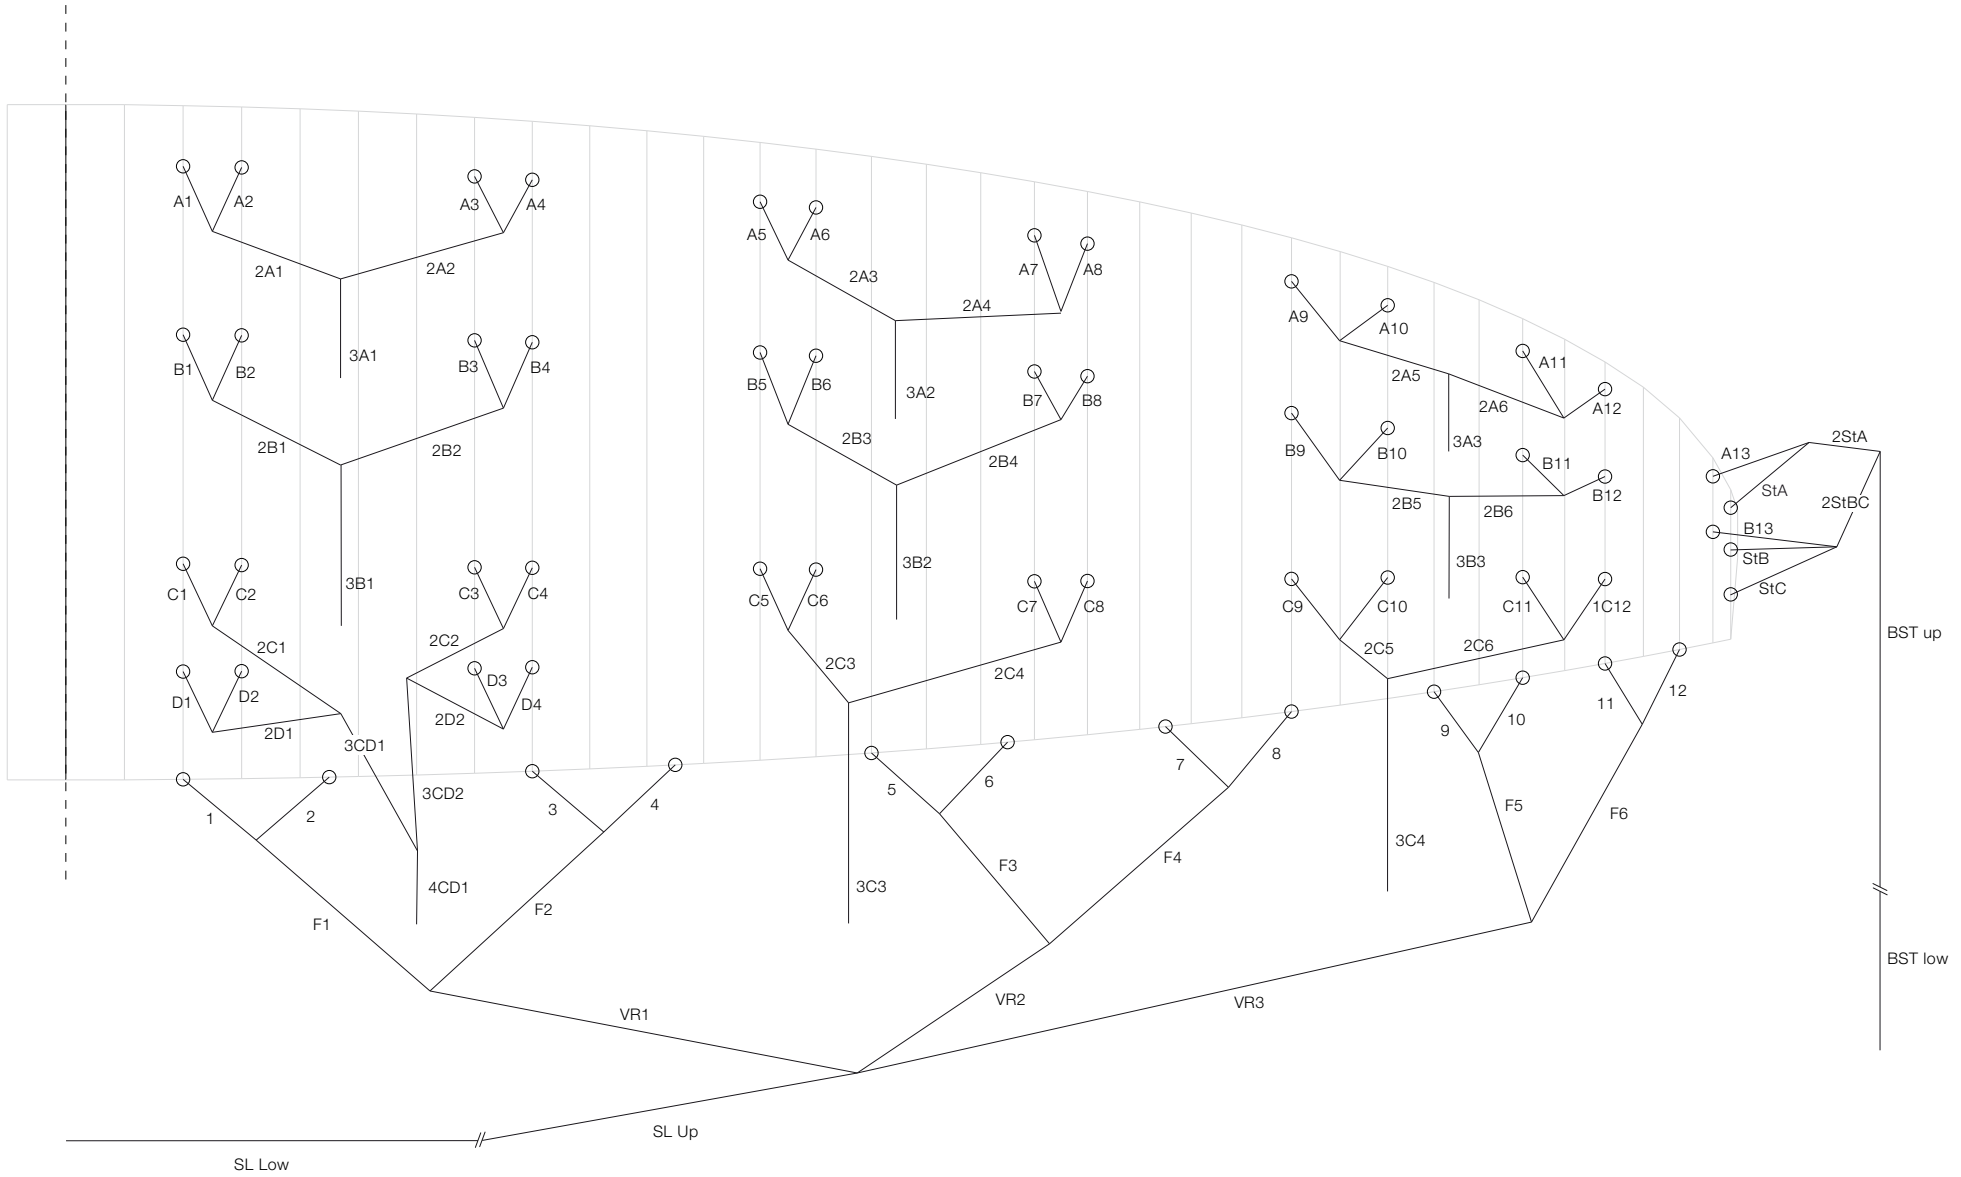 A1 A2 A3 A4
A5 A6 A7 A8
2A1 2A2 2A3 2A4
A9 A10
A11
3A1 3A2 2A5 2A6 A12
B1 B2 B3 B4
B5 B6 B7 B8
3A3
2B1 2B2 2B3 2B4
B9 B10 B11 B12
A13 2StA
StA 2StBC
2B5 2B6
B13
StB
StC
3B1 3B2 3B3
C1 C2 C3 C4
C5 C6 C7 C8
C9 C10 C11 1C12
2C1 2C2 2C3 2C4 2C5 2C6
BST up
D1 D2 D3 D4
2D1 2D2
3CD1
3CD2
1 2 3 4 5 6 7 8 9 10 11 12
F5 F6
3C4
4CD1 3C3 F3 F4
F1 F2
BST low
VR1 VR2 VR3
SL Up
SL Low